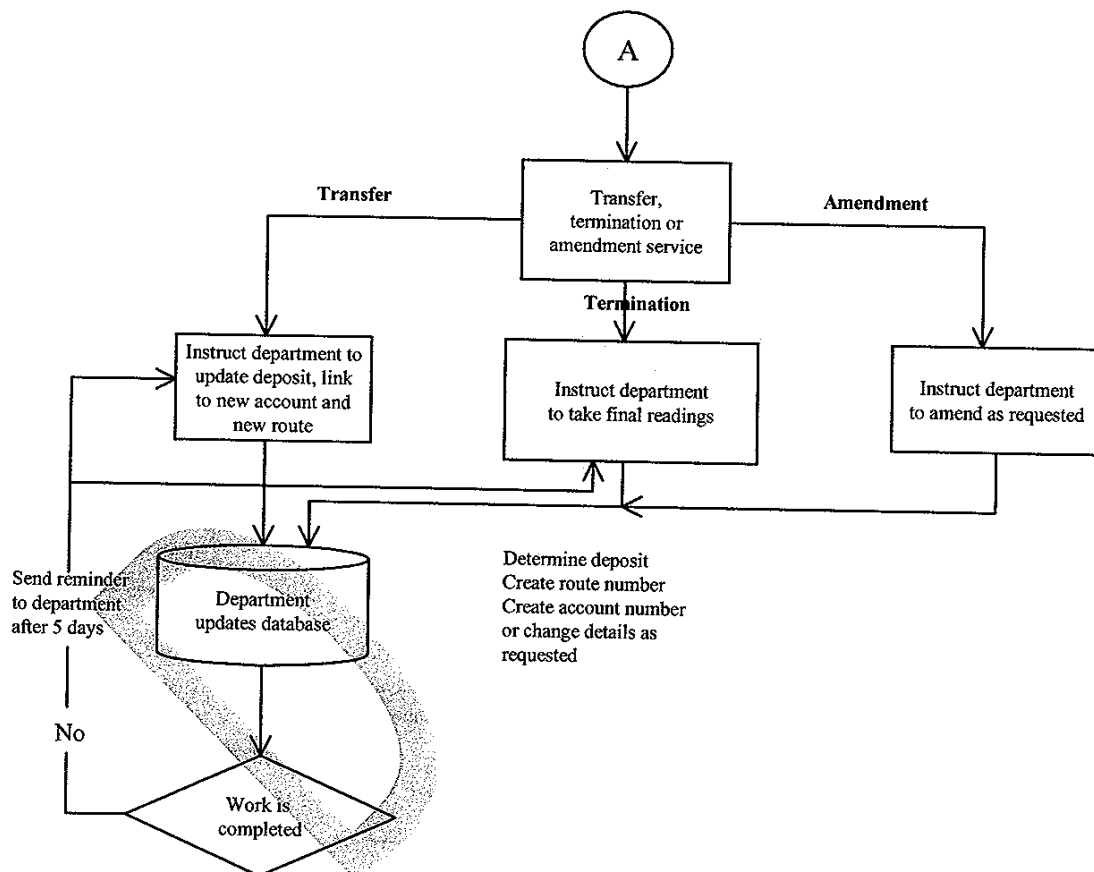 A
Transfer
Transfer,
termination or
amendment service
Amendment
Termination
Instruct department to
update deposit, link
to new account and
new route
Instruct department
to take final readings
Instruct department
to amend as requested
Send reminder
to department
after 5 days
Department
updates database
Determine deposit
Create route number
Create account number
or change details as
requested
No
Work is
completed